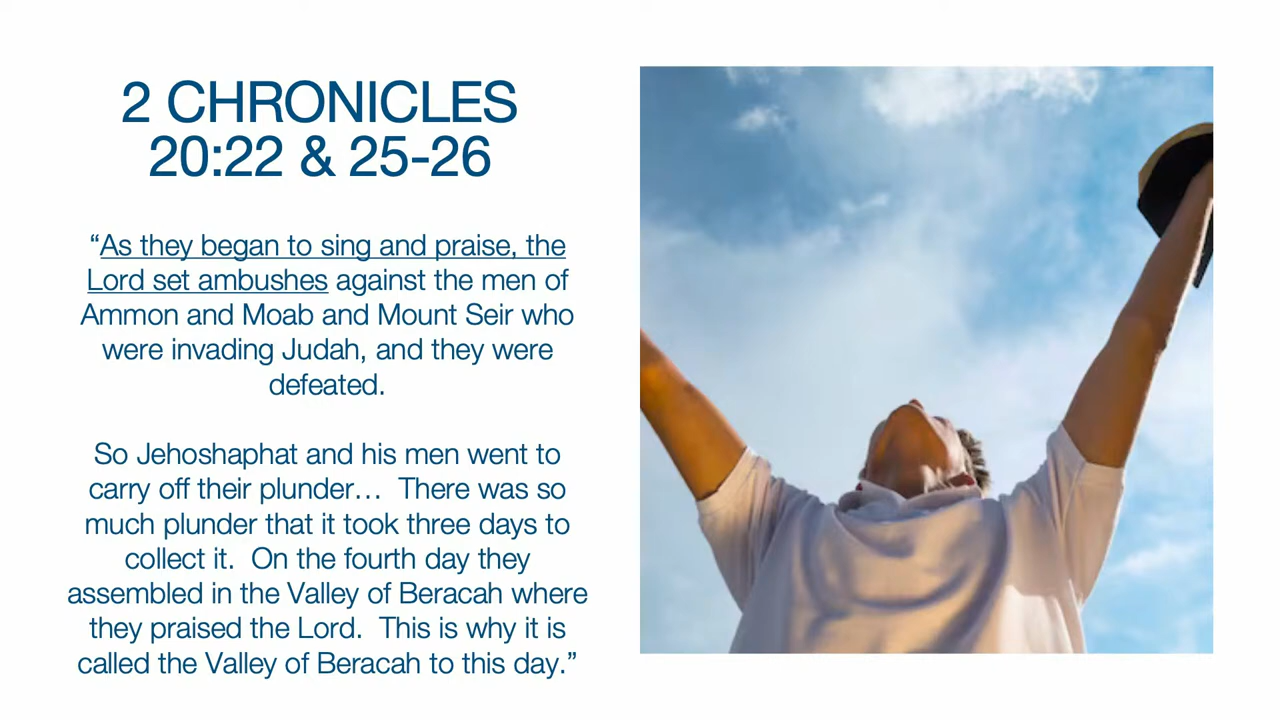 2 CHRONICLES
20:22 & 25-26
“As they began to sing and praise, the
Lord set ambushes against the men of
Ammon and Moab and Mount Seir who
were invading Judah, and they were
defeated.
So Jehoshaphat and his men went to
carry off their plunder…  There was so
much plunder that it took three days to
collect it.  On the fourth day they
assembled in the Valley of Beracah where
they praised the Lord.  This is why it is
called the Valley of Beracah to this day.”